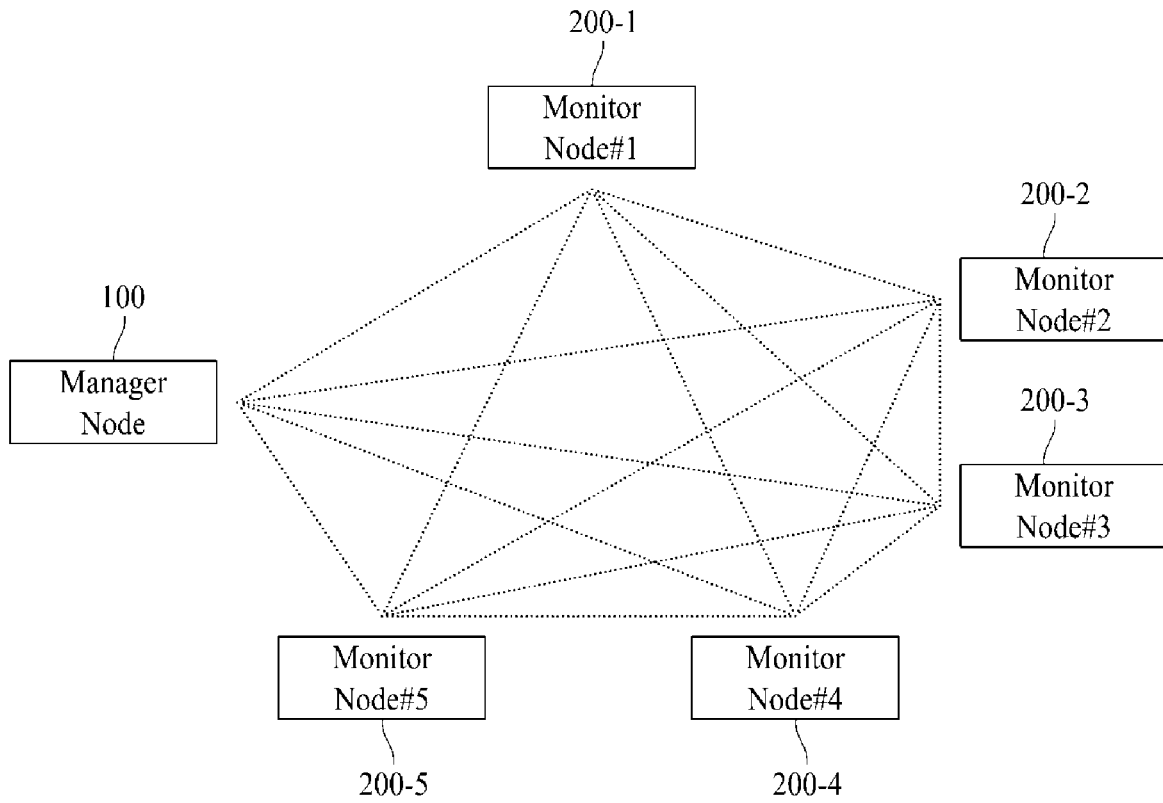 200-1
Monitor
Node#1
200-2
Monitor
Node#2
100
Manager
Node
200-3
Monitor
Node#3
Monitor
Node#5
Monitor
Node#4
200-5
200-4